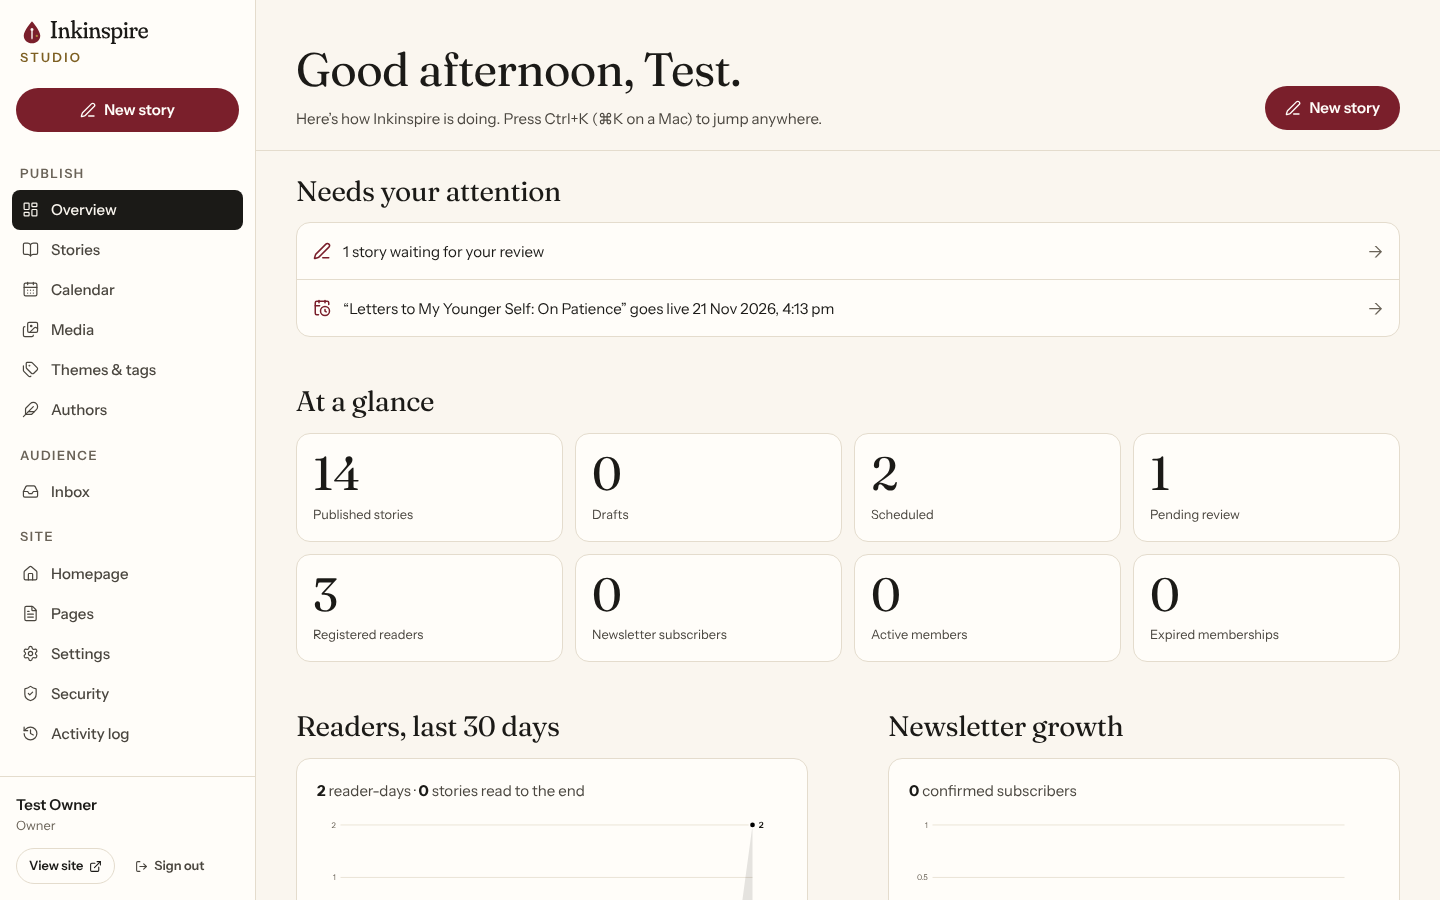 Inkinspire
STUDIO
New story
PUBLISH
Overview
Stories
Calendar
Media
Themes & tags
Authors
AUDIENCE
Inbox
SITE
Homepage
Pages
Settings
Security
Activity log
Test Owner
Owner
View site
Sign out
Good afternoon, Test.
Here’s how Inkinspire is doing. Press Ctrl+K (⌘K on a Mac) to jump anywhere.
New story
Needs your attention
1 story waiting for your review
“Letters to My Younger Self: On Patience” goes live 21 Nov 2026, 4:13 pm
At a glance
14
Published stories
0
Drafts
2
Scheduled
1
Pending review
3
Registered readers
0
Newsletter subscribers
0
Active members
0
Expired memberships
Readers, last 30 days
2 reader-days · 0 stories read to the end
2
2
1
Newsletter growth
0 confirmed subscribers
1
0.5